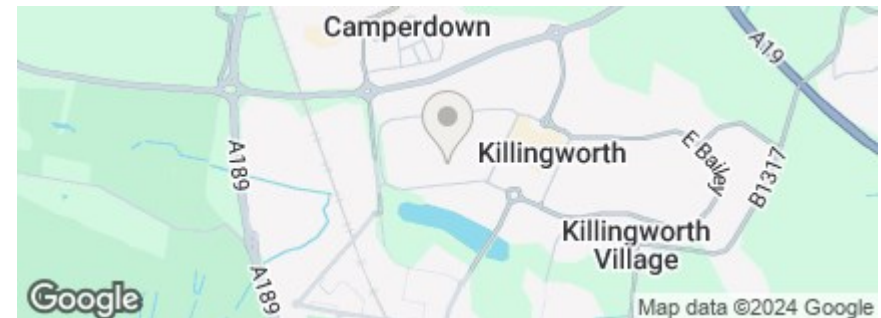 Camperdown
A19
A189
Killingworth
E Bailey
B1317
Killingworth
Village
A189
Google
Map data ©2024 Google